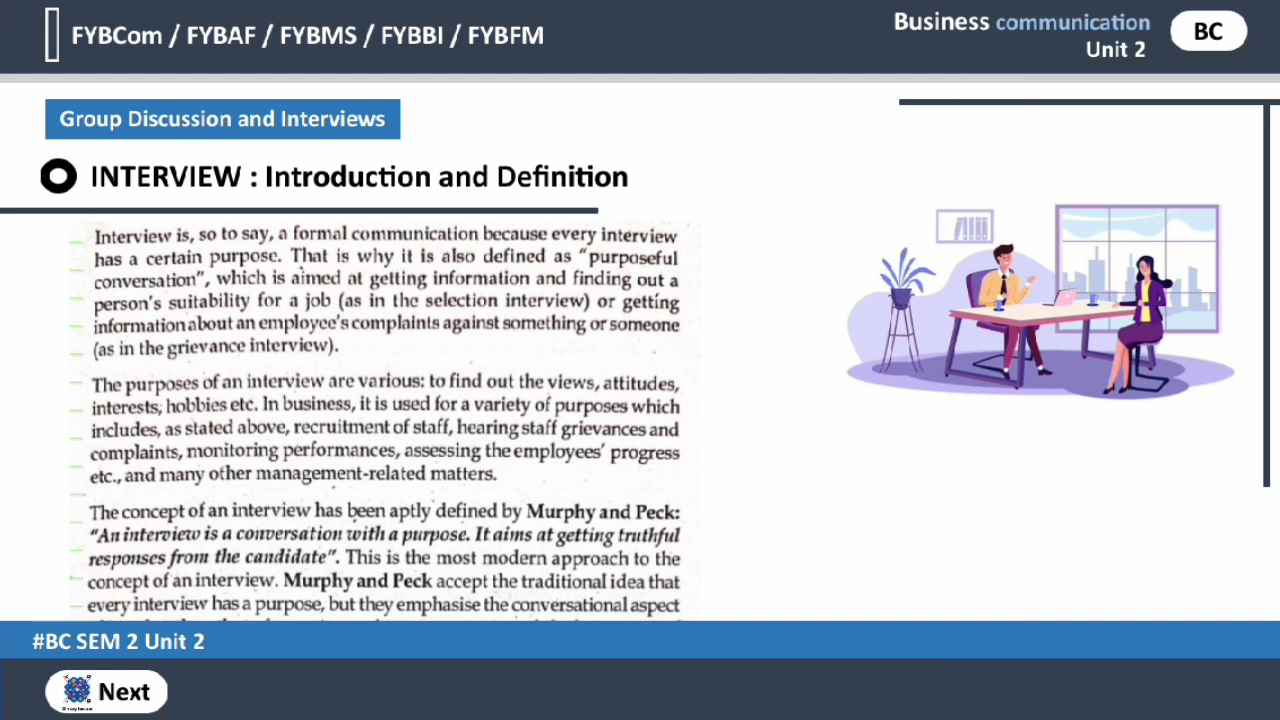 FYBCom / FYBAF / FYBMS / FYBBI / FYBFM
Business communication
Unit 2
BC
Group Discussion and Interviews
INTERVIEW : Introduction and Definition
Interview is, so to say, a formal communication because every interview
has a certain purpose. That is why it is also defined as "purposeful
conversation", which is aimed at getting information and finding out a
person's suitability for a job (as in the selection interview) or getting
information about an employee's complaints against something or someone
(as in the grievance interview).
The purposes of an interview are various: to find out the views, attitudes,
interests, hobbies etc. In business, it is used for a variety of purposes which
includes, as stated above, recruitment of staff, hearing staff grievances and
complaints, monitoring performances, assessing the employees' progress
etc., and many other management-related matters.
The concept of an interview has been aptly defined by Murphy and Peck:
"An interview is a conversation with a purpose. It aims at getting truthful
responses from the candidate". This is the most modern approach to the
concept of an interview. Murphy and Peck accept the traditional idea that
every interview has a purpose, but they emphasise the conversational aspect
#BC SEM 2 Unit 2
Next